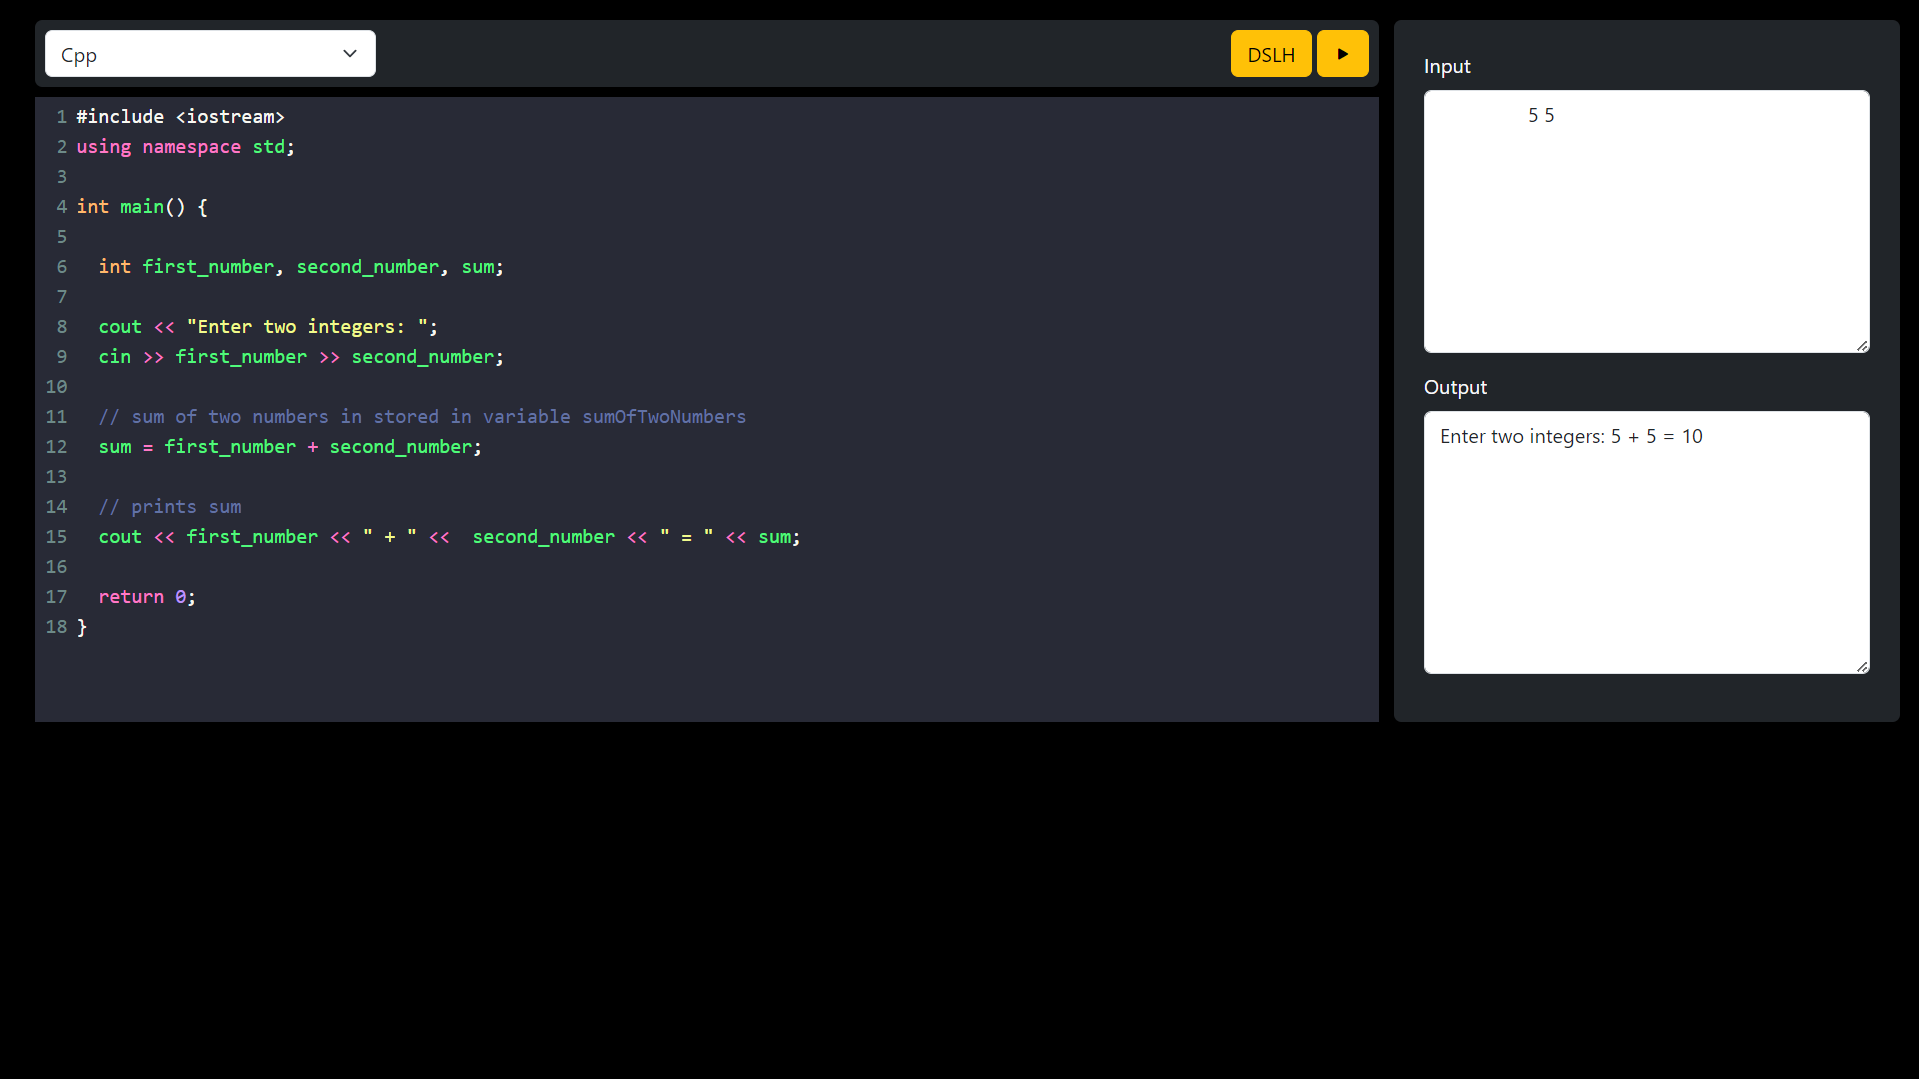 Cpp
DSLH
1 #include <iostream>
2 using namespace std;
3
4 int main() {
5
6   int first_number, second_number, sum;
7
8   cout << "Enter two integers: ";
9   cin >> first_number >> second_number;
10
11   // sum of two numbers in stored in variable sumOfTwoNumbers
12   sum = first_number + second_number;
13
14   // prints sum
15   cout << first_number << " + " <<  second_number << " = " << sum;
16
17   return 0;
18 }
Input
5 5
Output
Enter two integers: 5 + 5 = 10